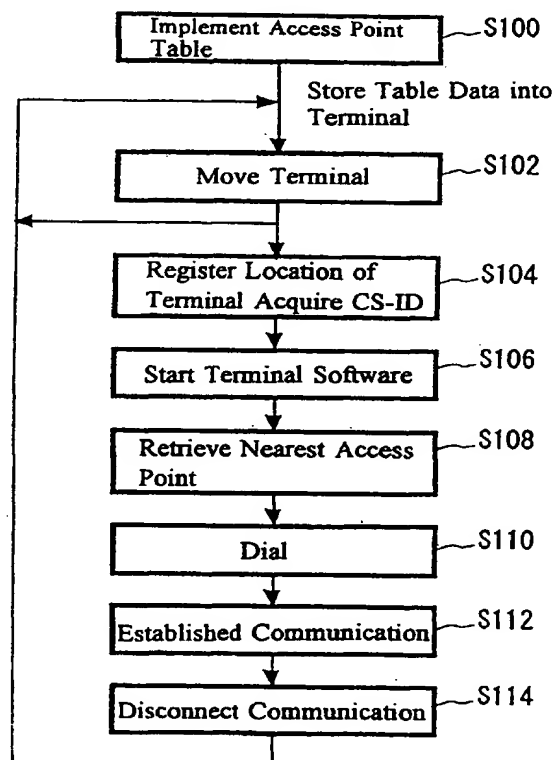 Implement Access Point
Table
S100
Store Table Data into
Terminal
Move Terminal
S102
Register Location of
Terminal Acquire CS-ID
S104
Start Terminal Software
S106
Retrieve Nearest Access
Point
S108
Dial
S110
Established Communication
S112
Disconnect Communication
S114